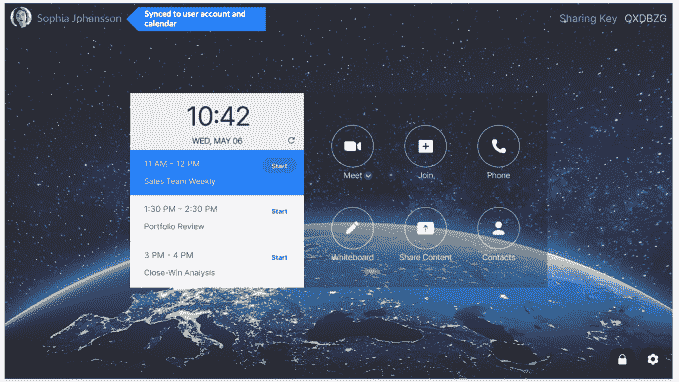 Sophia Johansson
Synced to user account and
calendar
Sharing Key QXDBZG
10:42
WED, MAY 06
11 AM - 12 PM
Start
Sales Team Weekly
1:30 PM - 2:30 PM
Start
Portfolio Review
3 PM - 4 PM
Start
Close-Win Analysis
Meet
Join
Phone
Whiteboard
Share Content
Contacts